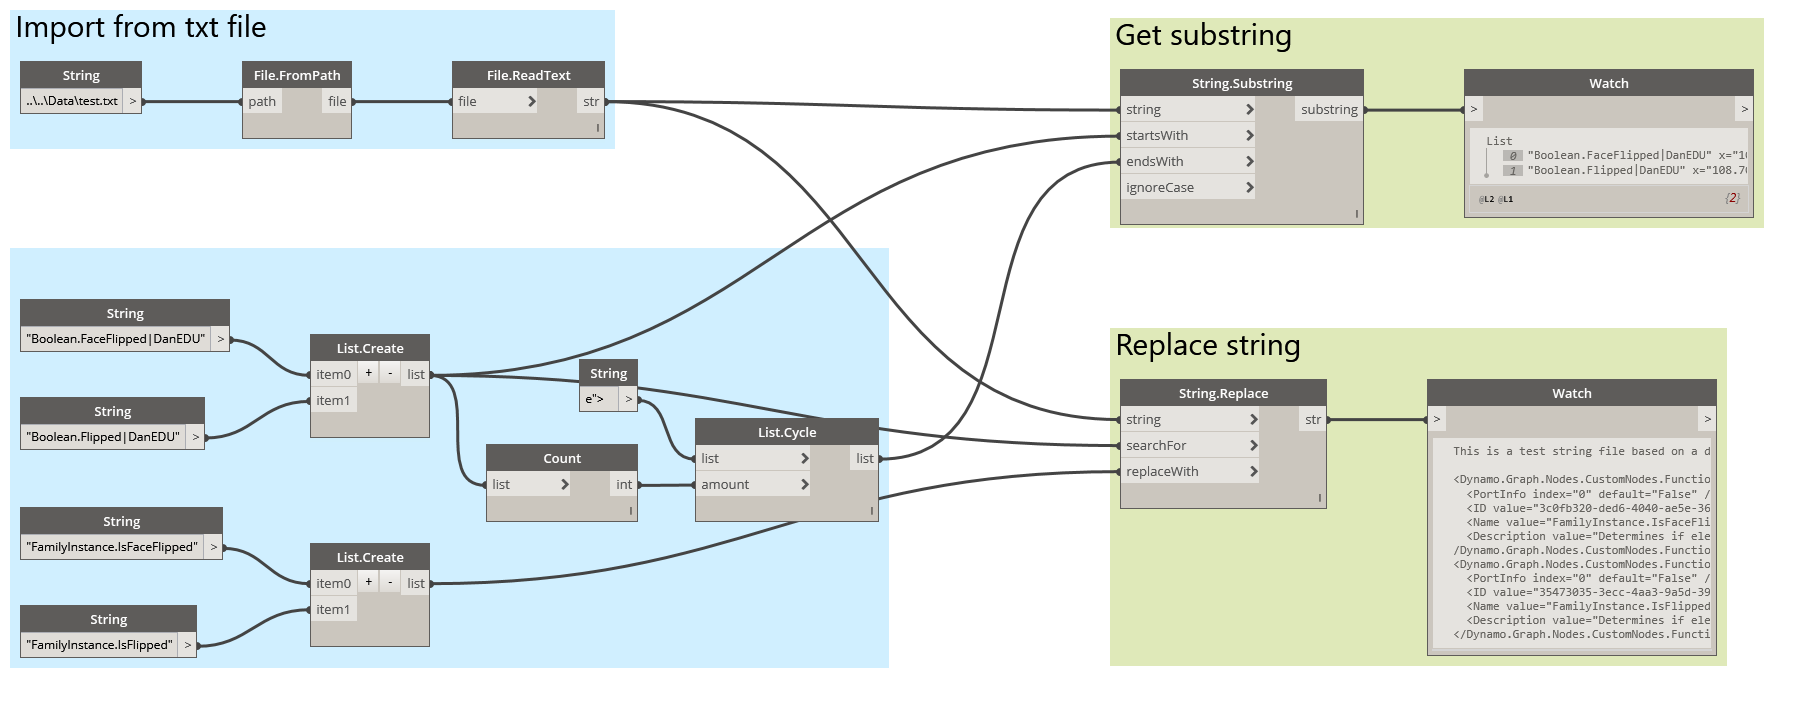 Import from txt file
String
..\..\Data\test.txt >
File.FromPath
path file
File.ReadText
file > str
l
Get substring
String.Substring
string > substring
startsWith >
endsWith >
ignoreCase >
l
Watch
> >
List
0 "Boolean.FaceFlipped|DanEDU" x="1
1 "Boolean.Flipped|DanEDU" x="108.7
@L2 @L1 {2}
String
"Boolean.FaceFlipped|DanEDU" >
String
"Boolean.Flipped|DanEDU" >
List.Create
item0 + - list
item1
String
e"> >
Count
list > int
l
List.Cycle
list > list
amount >
l
String
"FamilyInstance.IsFaceFlipped" >
String
"FamilyInstance.IsFlipped" >
List.Create
item0 + - list
item1
Replace string
String.Replace
string > str
searchFor >
replaceWith >
l
Watch
> >
This is a test string file based on a d
<Dynamo.Graph.Nodes.CustomNodes.Functio
<PortInfo index="0" default="False" /
<ID value="3c0fb320-ded6-4040-ae5e-36
<Name value="FamilyInstance.IsFaceFli
<Description value="Determines if ele
/Dynamo.Graph.Nodes.CustomNodes.Functio
<Dynamo.Graph.Nodes.CustomNodes.Functio
<PortInfo index="0" default="False" /
<ID value="35473035-3ecc-4aa3-9a5d-39
<Name value="FamilyInstance.IsFlipped
<Description value="Determines if ele
</Dynamo.Graph.Nodes.CustomNodes.Functi